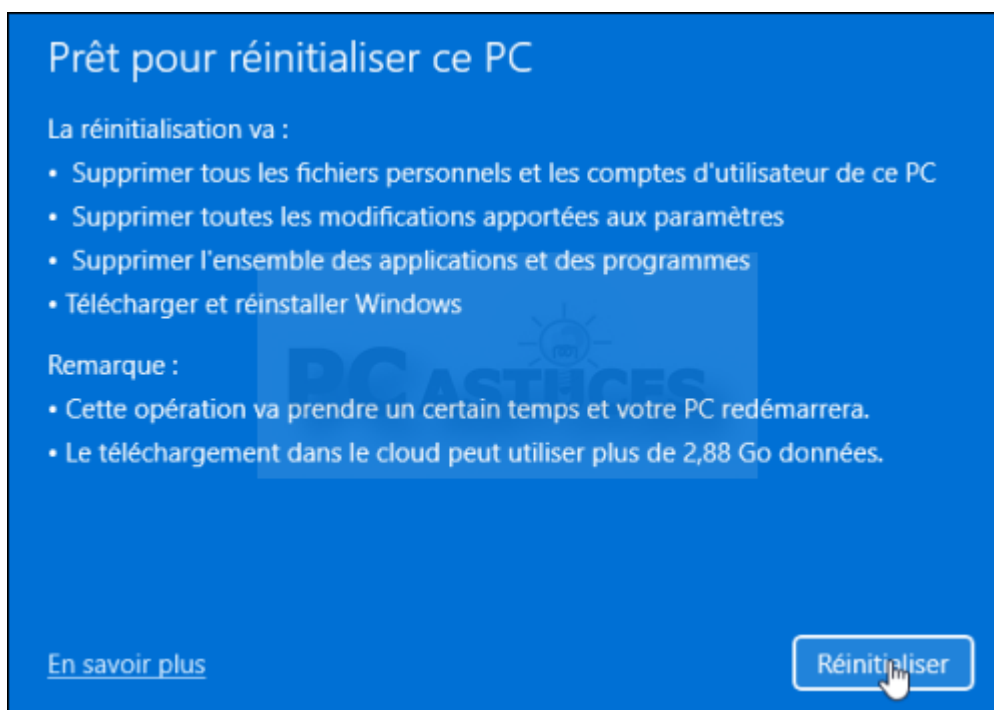 Prêt pour réinitialiser ce PC
La réinitialisation va :
• Supprimer tous les fichiers personnels et les comptes d'utilisateur de ce PC
• Supprimer toutes les modifications apportées aux paramètres
• Supprimer l'ensemble des applications et des programmes
• Télécharger et réinstaller Windows
PC ASTUCES
Remarque :
• Cette opération va prendre un certain temps et votre PC redémarrera.
• Le téléchargement dans le cloud peut utiliser plus de 2,88 Go données.
En savoir plus
Réinitialiser